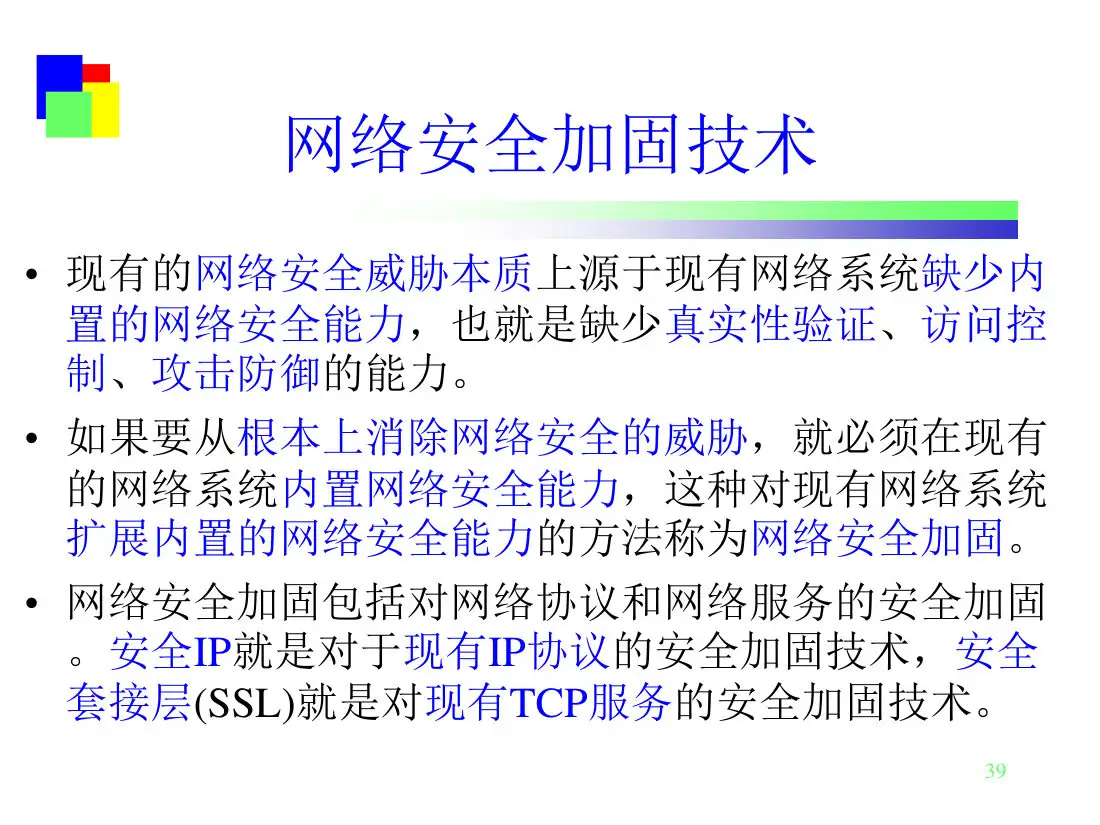 网络安全加固技术
• 现有的网络安全威胁本质上源于现有网络系统缺少内
置的网络安全能力，也就是缺少真实性验证、访问控
制、攻击防御的能力。
• 如果要从根本上消除网络安全的威胁，就必须在现有
的网络系统内置网络安全能力，这种对现有网络系统
扩展内置的网络安全能力的方法称为网络安全加固。
• 网络安全加固包括对网络协议和网络服务的安全加固
。安全IP就是对于现有IP协议的安全加固技术，安全
套接层(SSL)就是对现有TCP服务的安全加固技术。
39